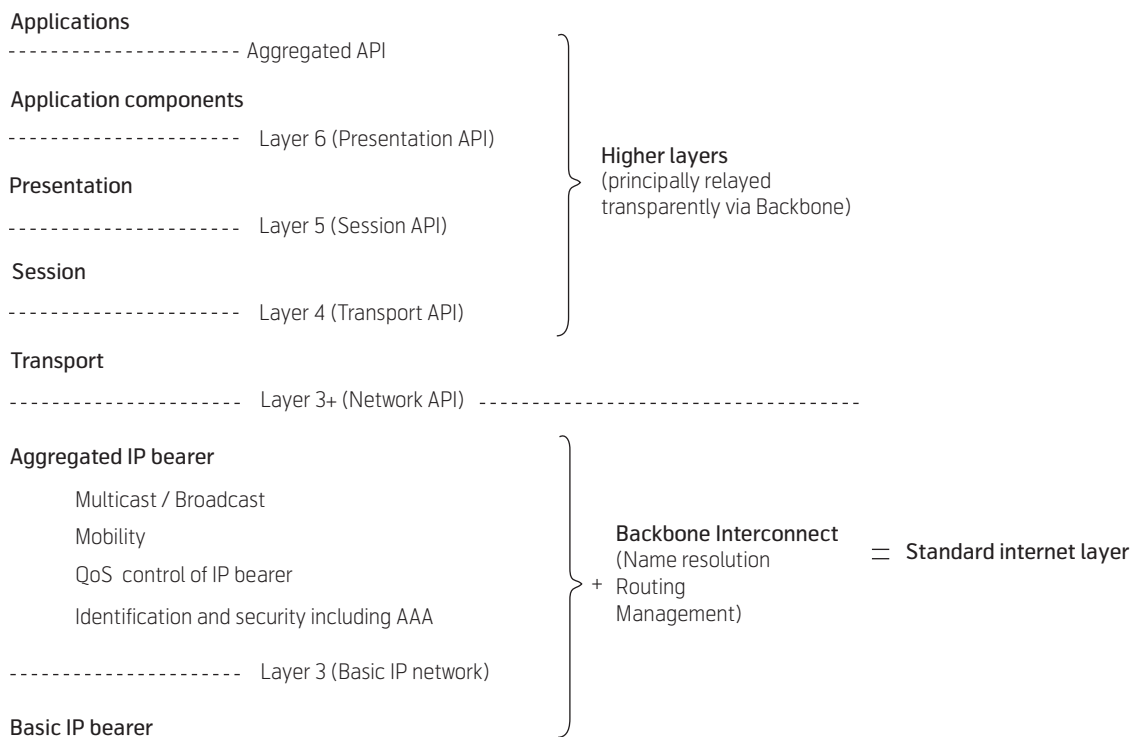 Applications
Aggregated API
Application components
Layer 6 (Presentation API)
Presentation
Layer 5 (Session API)
Session
Layer 4 (Transport API)
Higher layers
(principally relayed
transparently via Backbone)
Transport
Layer 3+ (Network API)
Aggregated IP bearer
Multicast / Broadcast
Mobility
QoS control of IP bearer
Identification and security including AAA
Layer 3 (Basic IP network)
Basic IP bearer
+
Backbone Interconnect
(Name resolution
Routing
Management)
= Standard internet layer